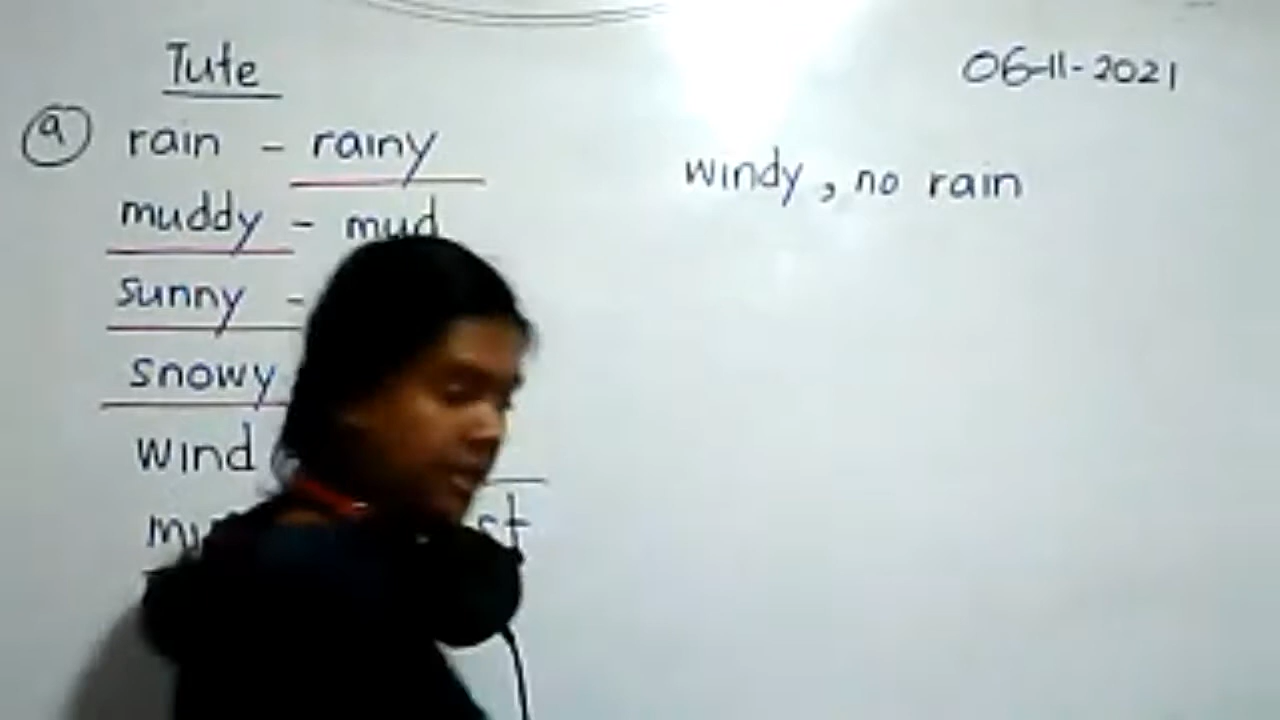 Tute
06-11-2021
a rain - rainy
windy, no rain
muddy - mud
sunny -
snowy
wind